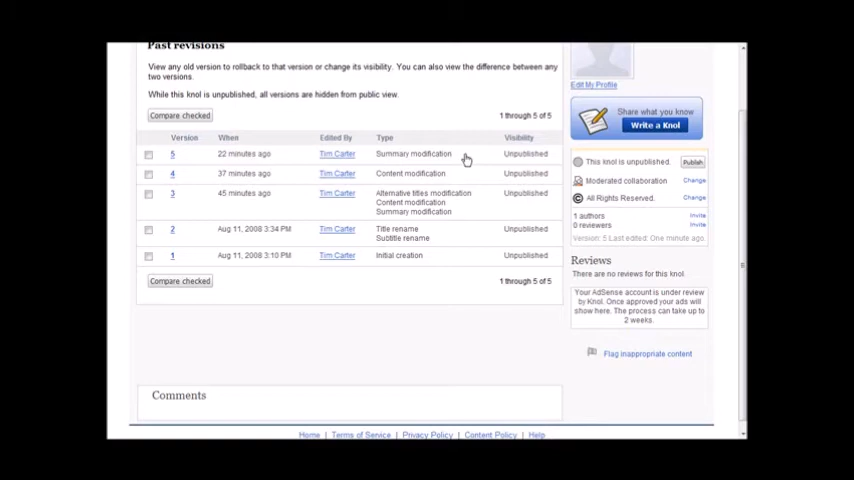 Past revisions
View any old version to rollback to that version or change its visibility. You can also view the difference between any
two versions.
While this knol is unpublished, all versions are hidden from public view.
Compare checked
1 through 5 of 5
Version When Edited By Type Visibility
5 22 minutes ago Tim Carter Summary modification Unpublished
4 37 minutes ago Tim Carter Content modification Unpublished
3 45 minutes ago Tim Carter Alternative titles modification Unpublished
Content modification
Summary modification
2 Aug 11, 2008 3:34 PM Tim Carter Title rename Unpublished
Subtitle rename
1 Aug 11, 2008 3:10 PM Tim Carter Initial creation Unpublished
Compare checked
1 through 5 of 5
Comments
Edit My Profile
Share what you know
Write a Knol
This knol is unpublished. Publish
Moderated collaboration Change
All Rights Reserved. Change
1 authors Invite
0 reviewers Invite
Version: 5 Last edited: One minute ago.
Reviews
There are no reviews for this knol.
Your AdSense account is under review
by Knol. Once approved your ads will
show here. The process can take up to
2 weeks.
Flag inappropriate content
Home | Terms of Service | Privacy Policy | Content Policy | Help